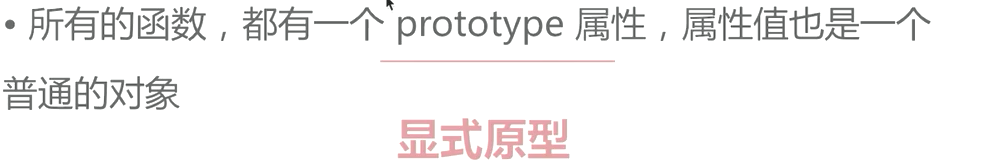 • 所有的函数，都有一个 prototype 属性，属性值也是一个
普通的对象
显式原型